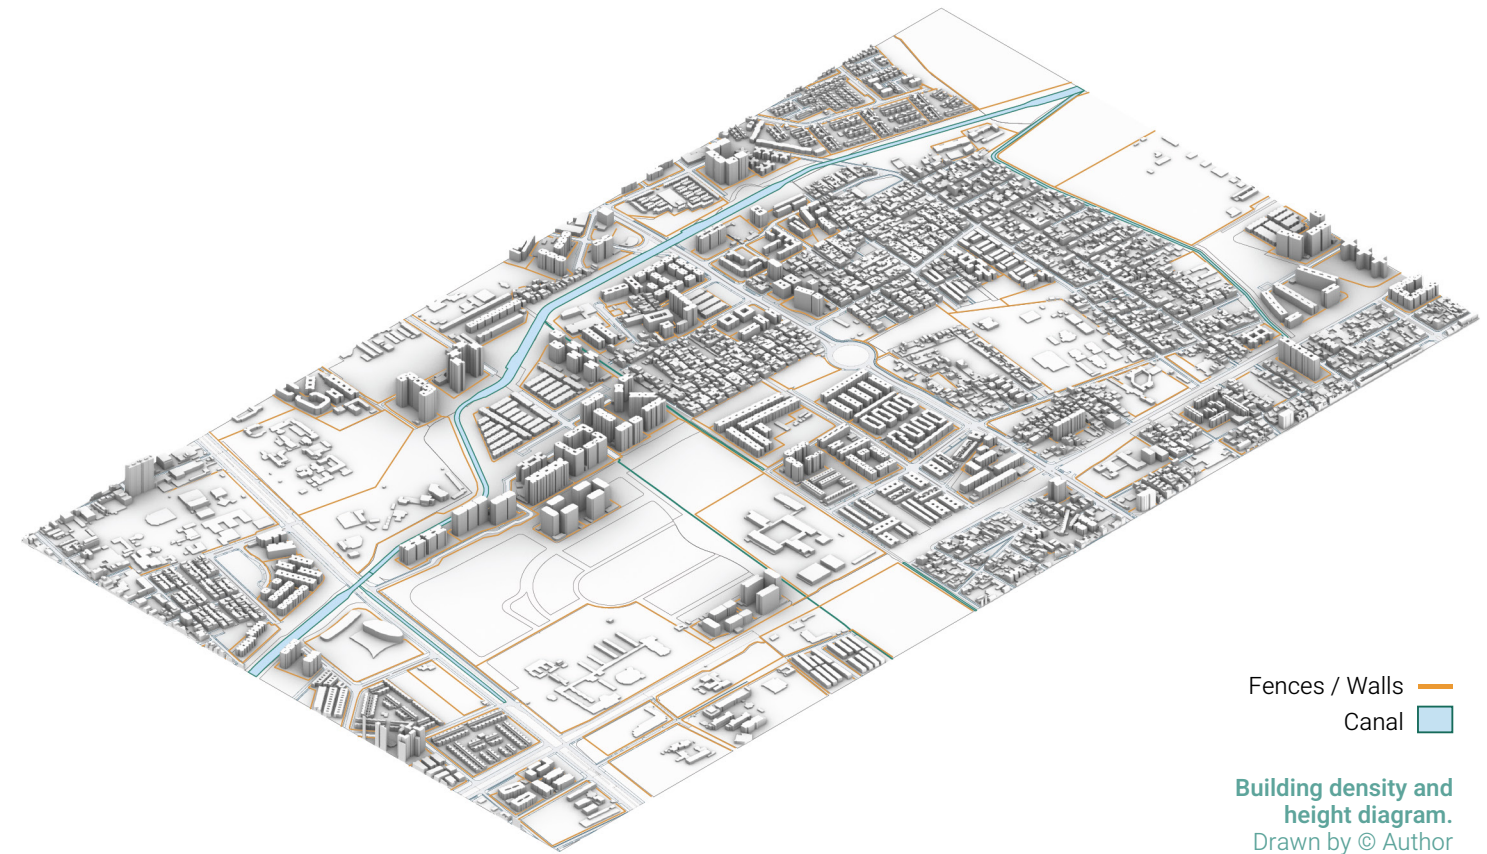 Fences / Walls
Canal
Building density and
height diagram.
Drawn by © Author